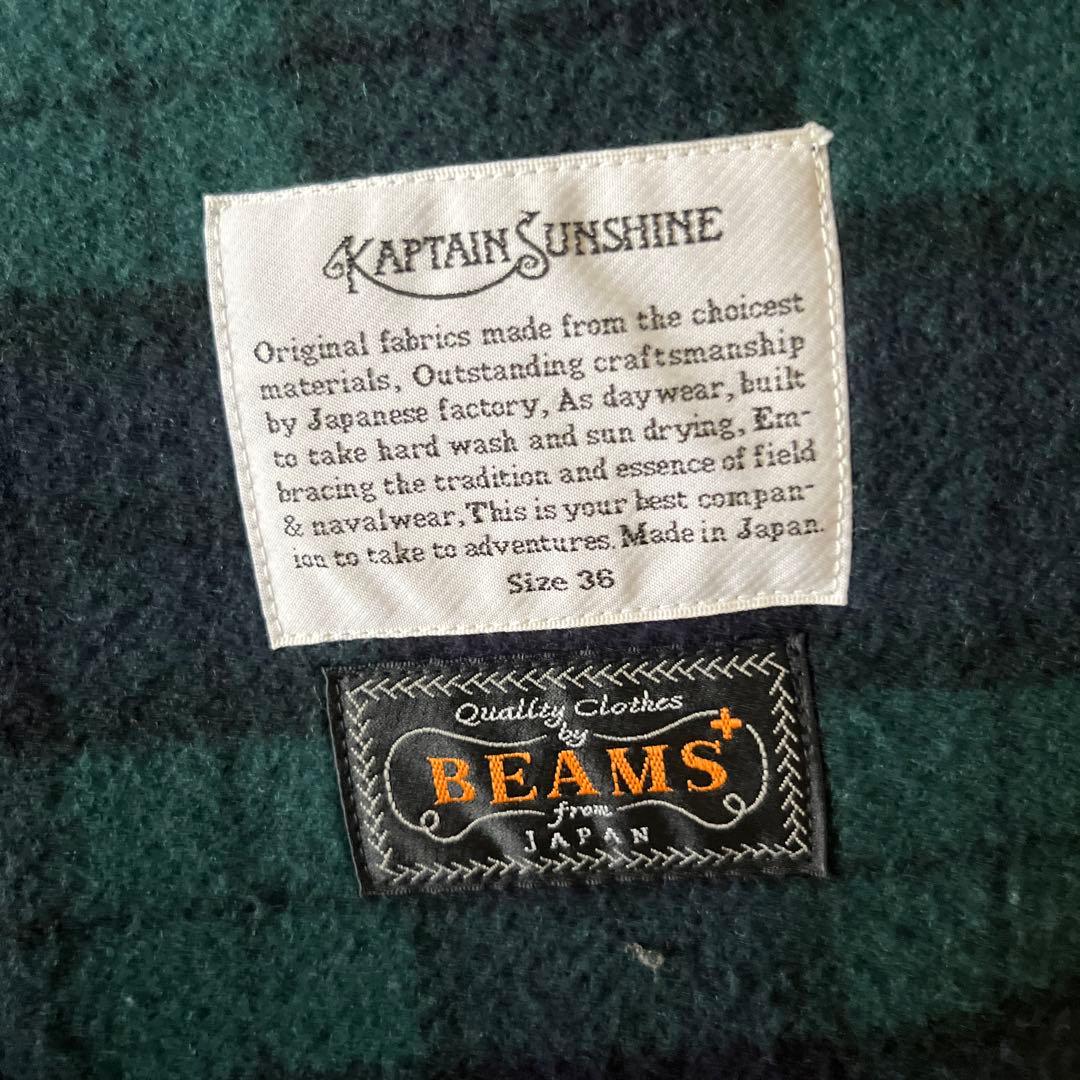 KAPTAIN SUNSHINE
Original fabrics made from the choicest
materials, Outstanding craftsmanship
by Japanese factory, As day wear, built
to take hard wash and sun drying, Em-
bracing the tradition and essence of field
& navalwear, This is your best compan-
ion to take to adventures. Made in Japan.
Size 36
Quality Clothes
by
BEAMS+
from
JAPAN